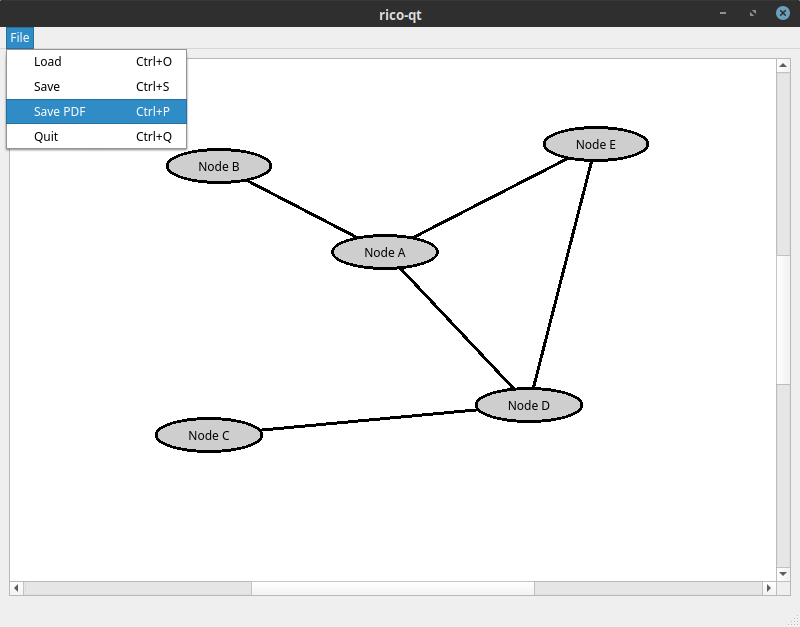 rico-qt
File
Load Ctrl+O
Save Ctrl+S
Save PDF Ctrl+P
Quit Ctrl+Q
Node E
Node B
Node A
Node D
Node C